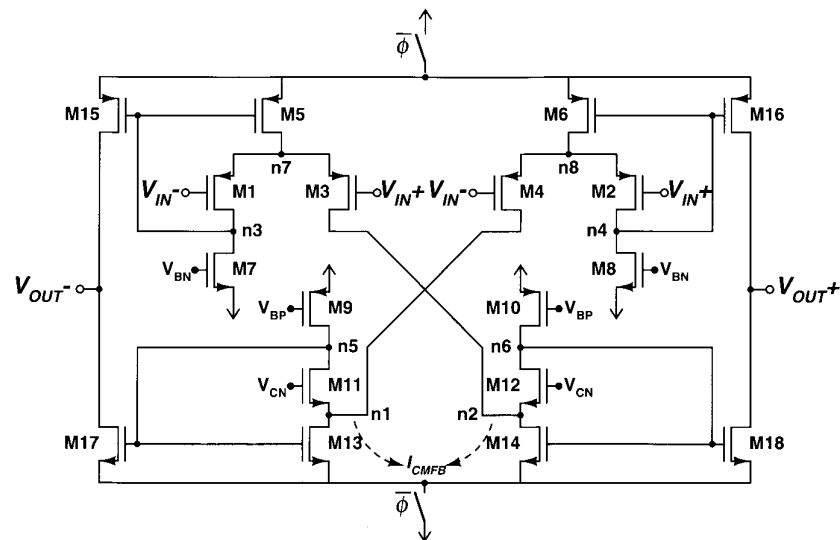 ϕ̅
M15 M5 M6 M16
n7 n8
V_IN- M1 M3 V_IN+ V_IN- M4 M2 V_IN+
n3 n4
V_BN M7 M8 V_BN
V_OUT- V_OUT+
V_BP M9 M10 V_BP
n5 n6
V_CN M11 M12 V_CN
n1 n2
M17 M13 M14 M18
I_CMFB
ϕ̅